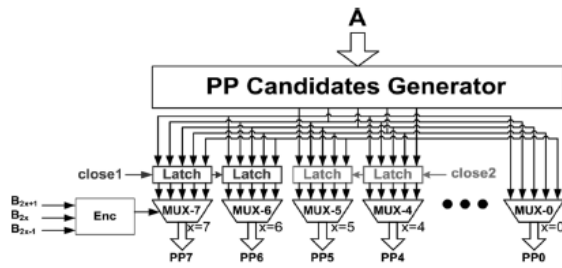 A
PP Candidates Generator
close1 Latch Latch Latch Latch close2
B2x+1
B2x
B2x-1
Enc
MUX-7 MUX-6 MUX-5 MUX-4 MUX-0
x=7 x=6 x=5 x=4 x=0
PP7 PP6 PP5 PP4 PP0